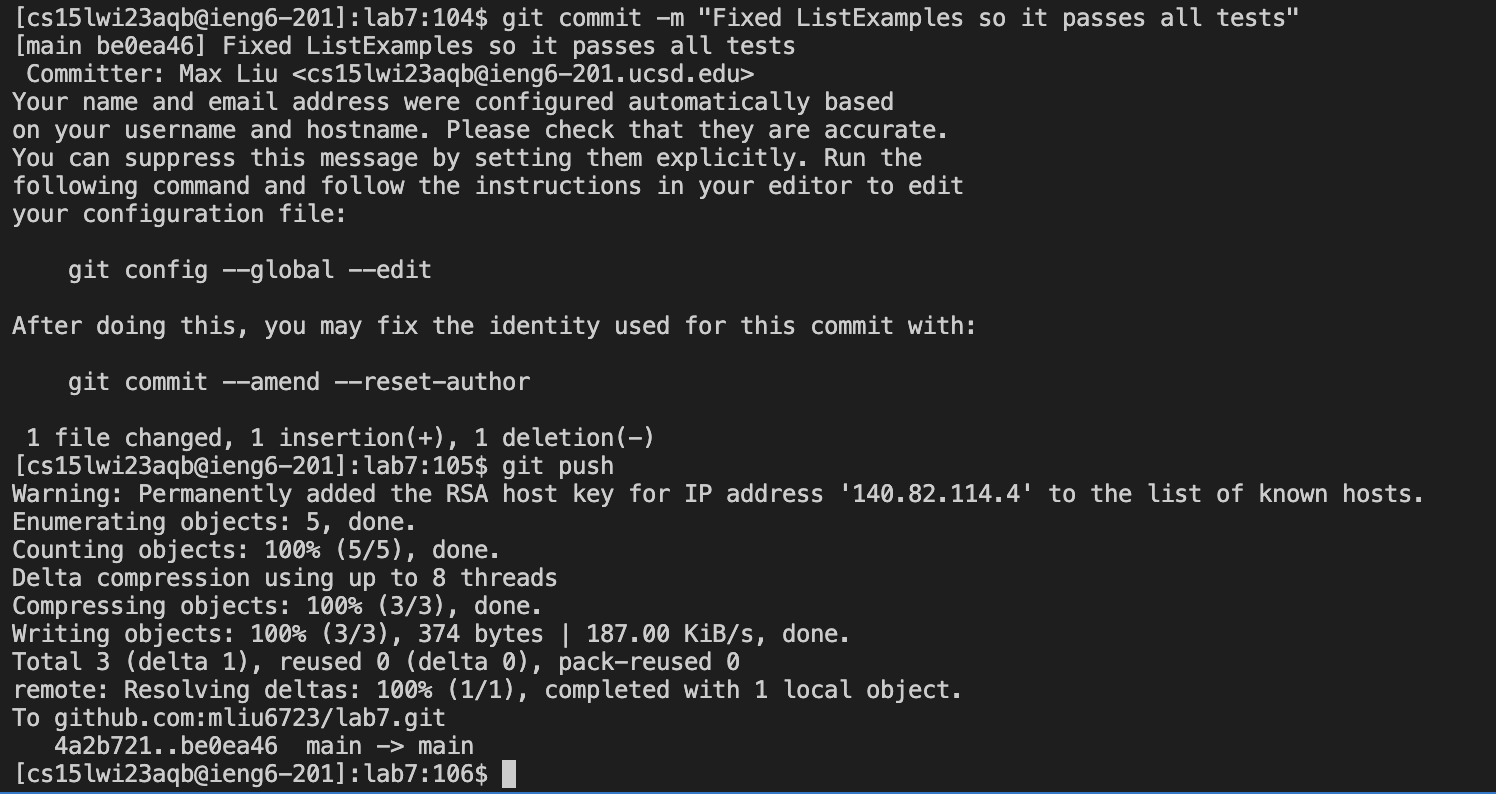 [cs15lwi23aqb@ieng6-201]:lab7:104$ git commit -m "Fixed ListExamples so it passes all tests"
[main be0ea46] Fixed ListExamples so it passes all tests
 Committer: Max Liu <cs15lwi23aqb@ieng6-201.ucsd.edu>
Your name and email address were configured automatically based
on your username and hostname. Please check that they are accurate.
You can suppress this message by setting them explicitly. Run the
following command and follow the instructions in your editor to edit
your configuration file:

    git config --global --edit

After doing this, you may fix the identity used for this commit with:

    git commit --amend --reset-author

 1 file changed, 1 insertion(+), 1 deletion(-)
[cs15lwi23aqb@ieng6-201]:lab7:105$ git push
Warning: Permanently added the RSA host key for IP address '140.82.114.4' to the list of known hosts.
Enumerating objects: 5, done.
Counting objects: 100% (5/5), done.
Delta compression using up to 8 threads
Compressing objects: 100% (3/3), done.
Writing objects: 100% (3/3), 374 bytes | 187.00 KiB/s, done.
Total 3 (delta 1), reused 0 (delta 0), pack-reused 0
remote: Resolving deltas: 100% (1/1), completed with 1 local object.
To github.com:mliu6723/lab7.git
   4a2b721..be0ea46  main -> main
[cs15lwi23aqb@ieng6-201]:lab7:106$